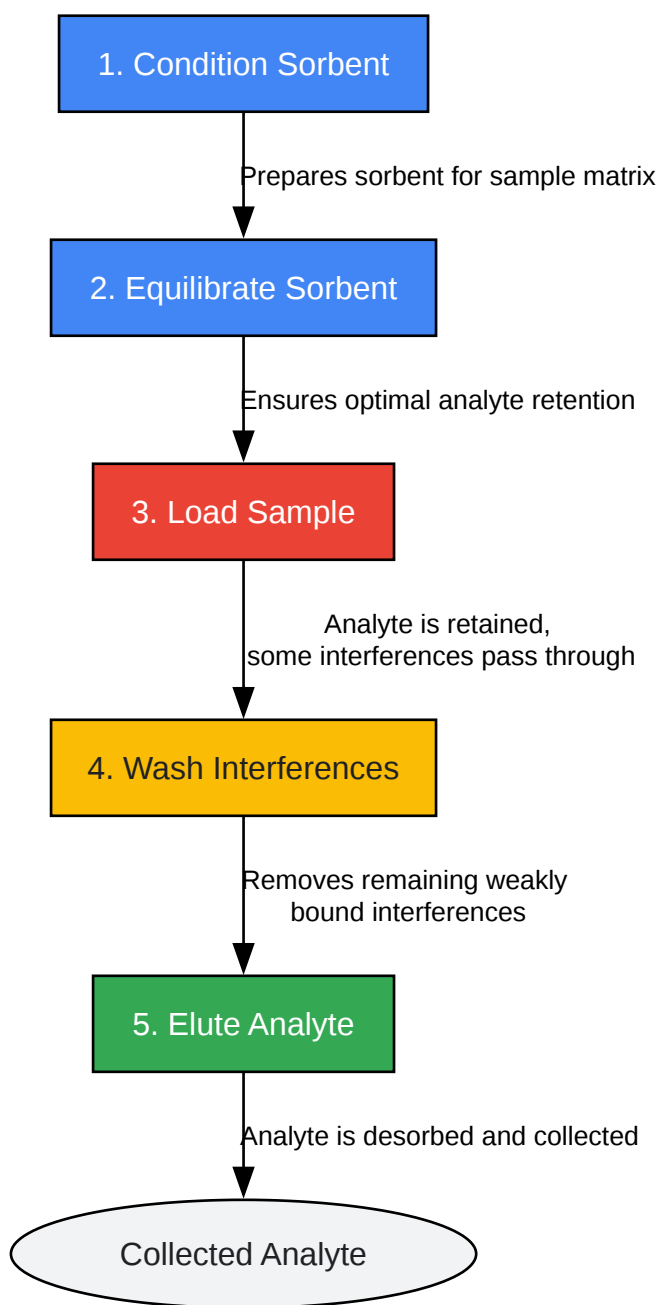 1. Condition Sorbent
Prepares sorbent for sample matrix
2. Equilibrate Sorbent
Ensures optimal analyte retention
3. Load Sample
Analyte is retained,
some interferences pass through
4. Wash Interferences
Removes remaining weakly
bound interferences
5. Elute Analyte
Analyte is desorbed and collected
Collected Analyte